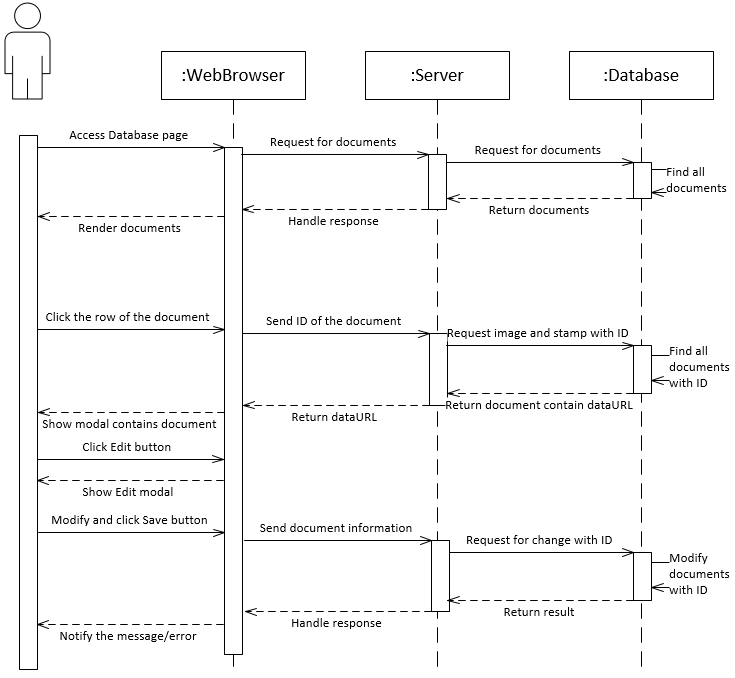 :WebBrowser
:Server
:Database
Access Database page
Request for documents
Request for documents
Find all
documents
Return documents
Handle response
Render documents
Click the row of the document
Send ID of the document
Request image and stamp with ID
Find all
documents
with ID
Return document contain dataURL
Return dataURL
Show modal contains document
Click Edit button
Show Edit modal
Modify and click Save button
Send document information
Request for change with ID
Modify
documents
with ID
Return result
Handle response
Notify the message/error